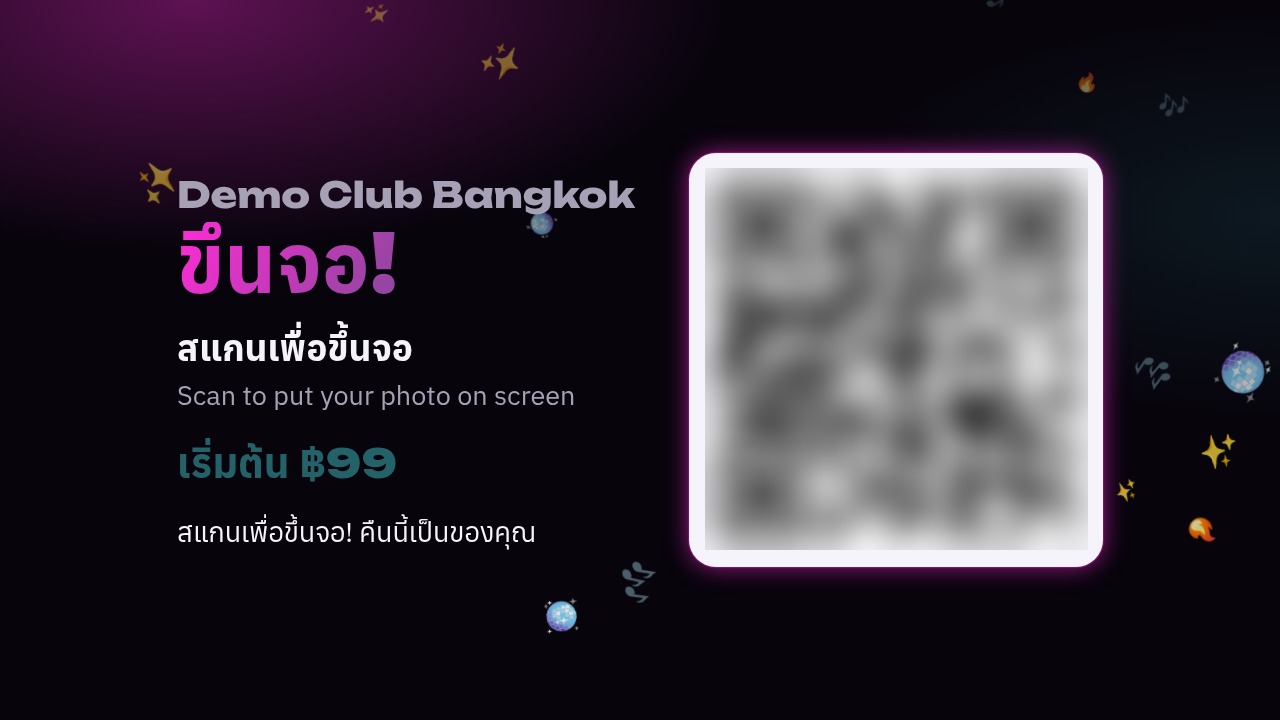 Demo Club Bangkok
ขึนจอ!
สแกนเพื่อขึ้นจอ
Scan to put your photo on screen
เริ่มต้น ฿99
สแกนเพื่อขึ้นจอ! คืนนี้เป็นของคุณ